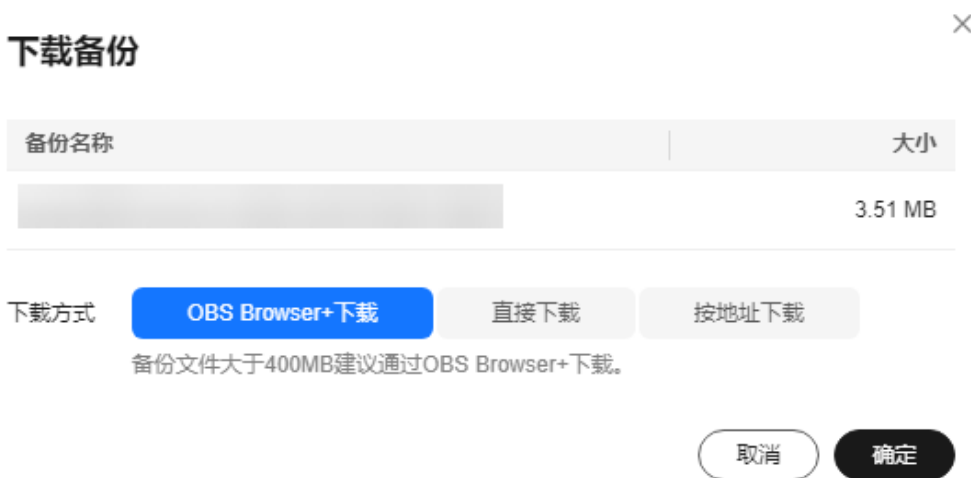 下载备份
备份名称 大小
3.51 MB
下载方式 OBS Browser+下载 直接下载 按地址下载
备份文件大于400MB建议通过OBS Browser+下载。
取消 确定